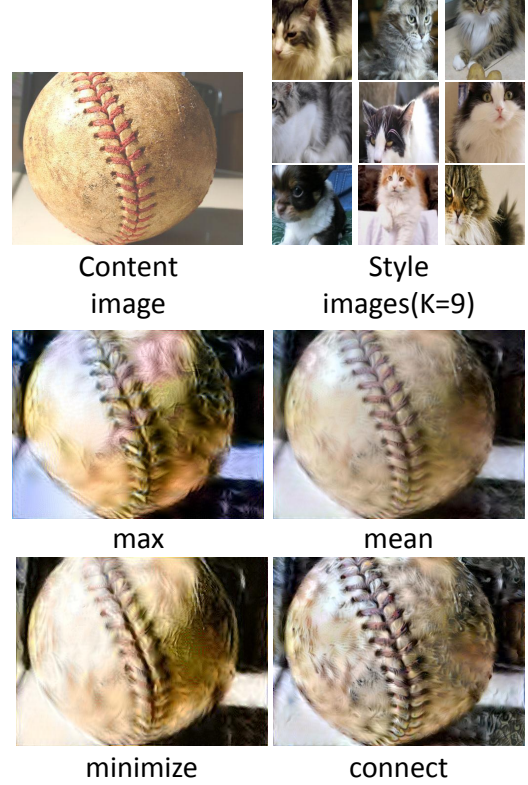 Content
image
Style
images(K=9)
max
mean
minimize
connect